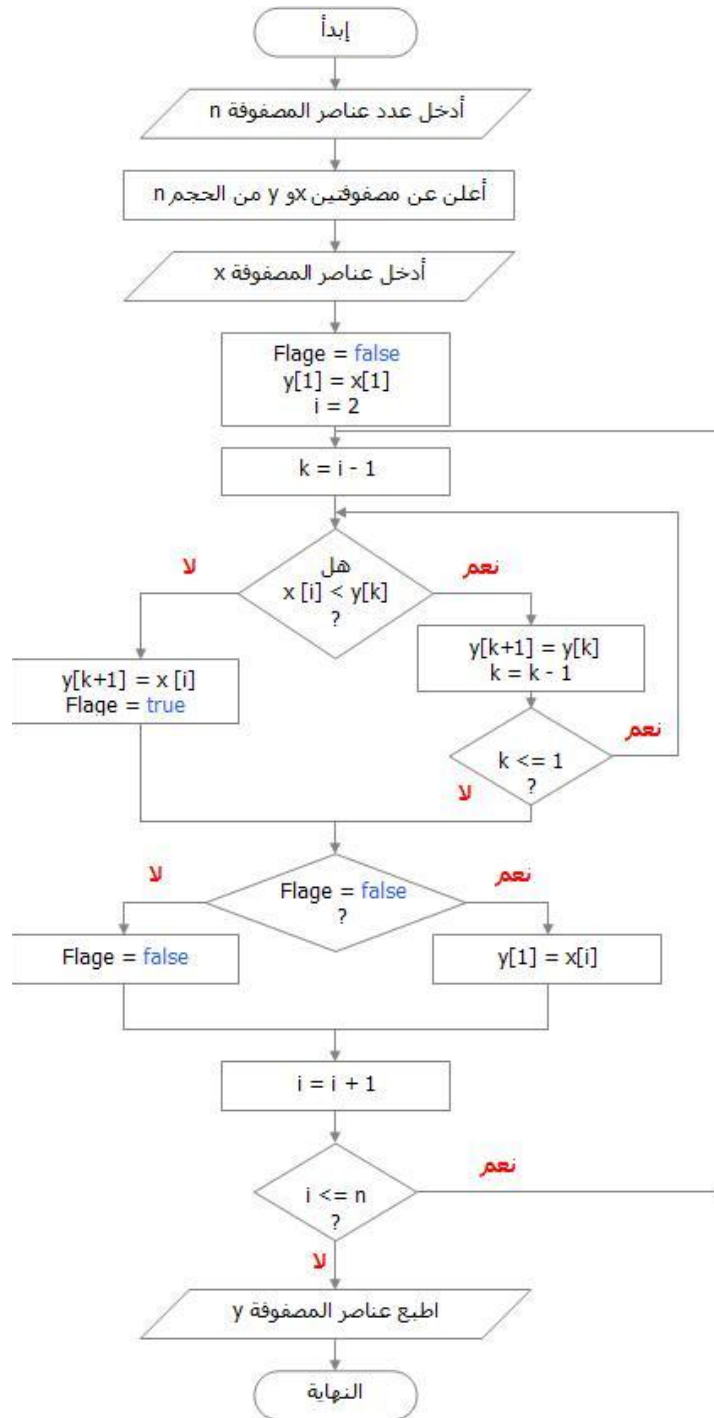 إبدأ
أدخل عدد عناصر المصفوفة n
أعلن عن مصفوفتين x و y من الحجم n
أدخل عناصر المصفوفة x
Flage = false
y[1] = x[1]
i = 2
k = i - 1
هل
x [i] < y[k]
?
لا
نعم
y[k+1] = x [i]
Flage = true
y[k+1] = y[k]
k = k - 1
k <= 1
?
نعم
لا
Flage = false
?
لا
نعم
Flage = false
y[1] = x[i]
i = i + 1
i <= n
?
نعم
لا
اطبع عناصر المصفوفة y
النهاية